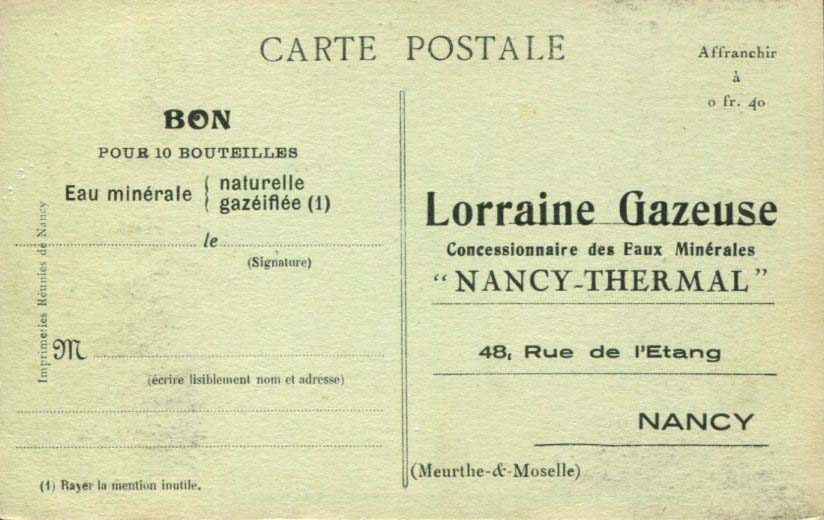 CARTE POSTALE
Affranchir
à
0 fr. 40
BON
POUR 10 BOUTEILLES
Eau minérale { naturelle
gazéifiée (1)
le
(Signature)
M
(écrire lisiblement nom et adresse)
(1) Rayer la mention inutile.
Imprimeries Réunies de Nancy
Lorraine Gazeuse
Concessionnaire des Eaux Minérales
“NANCY-THERMAL”
48, Rue de l'Etang
NANCY
(Meurthe-&-Moselle)